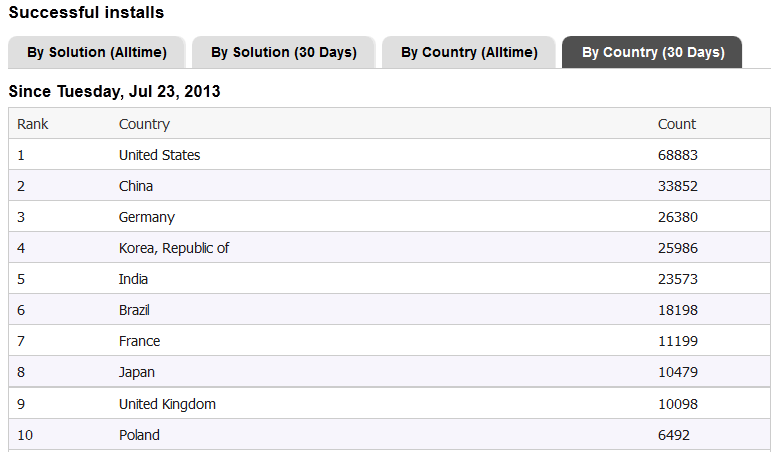 Successful installs
By Solution (Alltime) By Solution (30 Days) By Country (Alltime) By Country (30 Days)
Since Tuesday, Jul 23, 2013
Rank Country Count
1 United States 68883
2 China 33852
3 Germany 26380
4 Korea, Republic of 25986
5 India 23573
6 Brazil 18198
7 France 11199
8 Japan 10479
9 United Kingdom 10098
10 Poland 6492